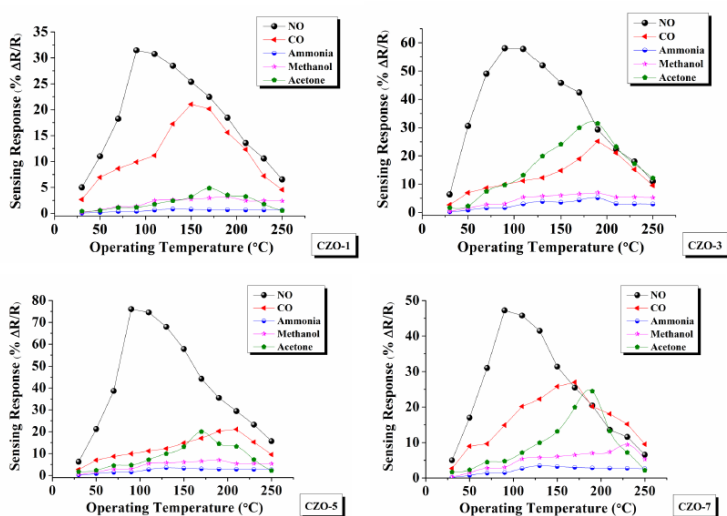 Sensing Response (% ΔR/R)
35
30
25
20
15
10
5
0
NO
CO
Ammonia
Methanol
Acetone
0 50 100 150 200 250
Operating Temperature (°C)
CZO-1
Sensing Response (% ΔR/R)
60
50
40
30
20
10
0
NO
CO
Ammonia
Methanol
Acetone
0 50 100 150 200 250
Operating Temperature (°C)
CZO-3
Sensing Response (% ΔR/R)
80
70
60
50
40
30
20
10
0
NO
CO
Ammonia
Methanol
Acetone
0 50 100 150 200 250
Operating Temperature (°C)
CZO-5
Sensing Response (% ΔR/R)
50
40
30
20
10
0
NO
CO
Ammonia
Methanol
Acetone
0 50 100 150 200 250
Operating Temperature (°C)
CZO-7